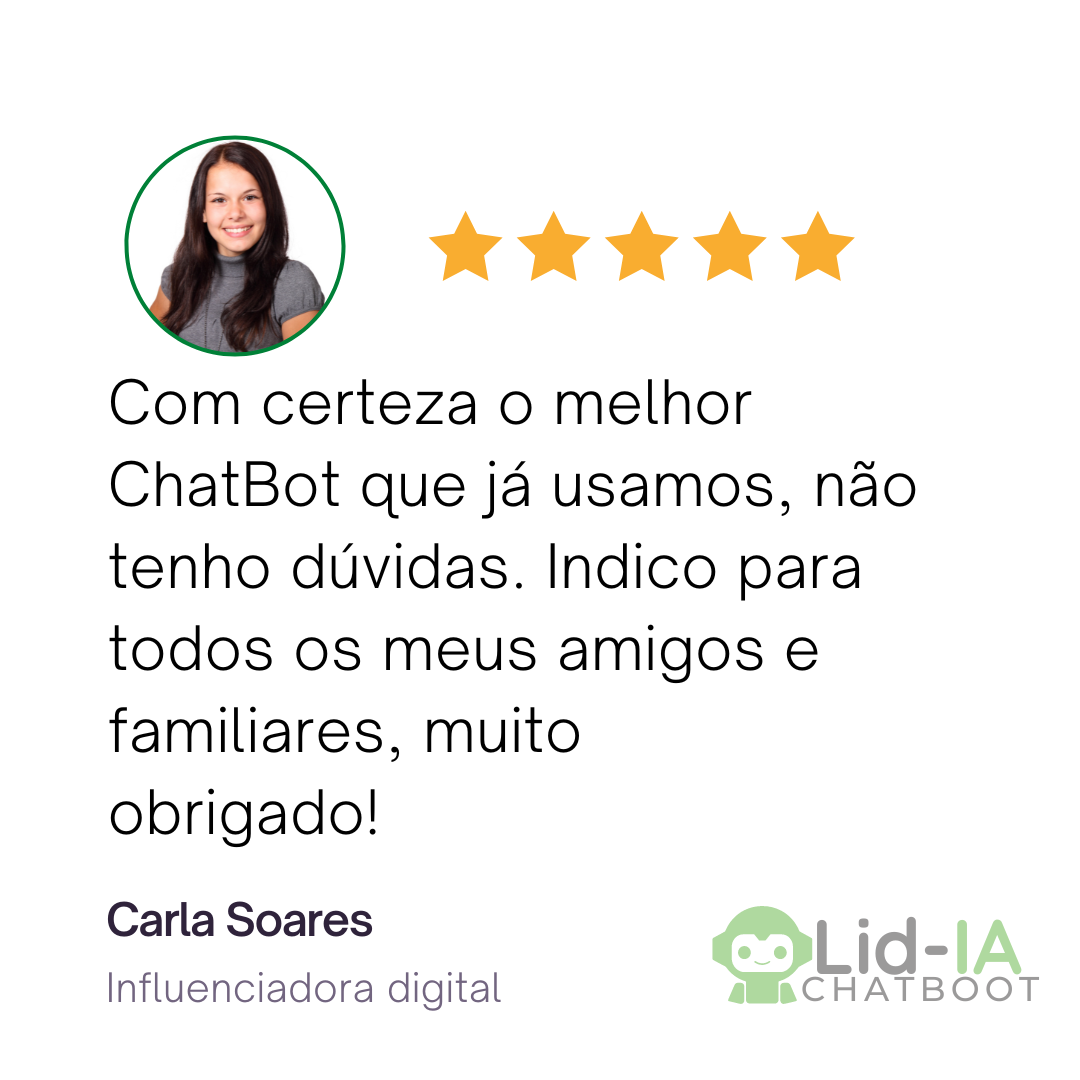 Com certeza o melhor
ChatBot que já usamos, não
tenho dúvidas. Indico para
todos os meus amigos e
familiares, muito
obrigado!
Carla Soares
Influenciadora digital
Lid-IA
CHATBOOT